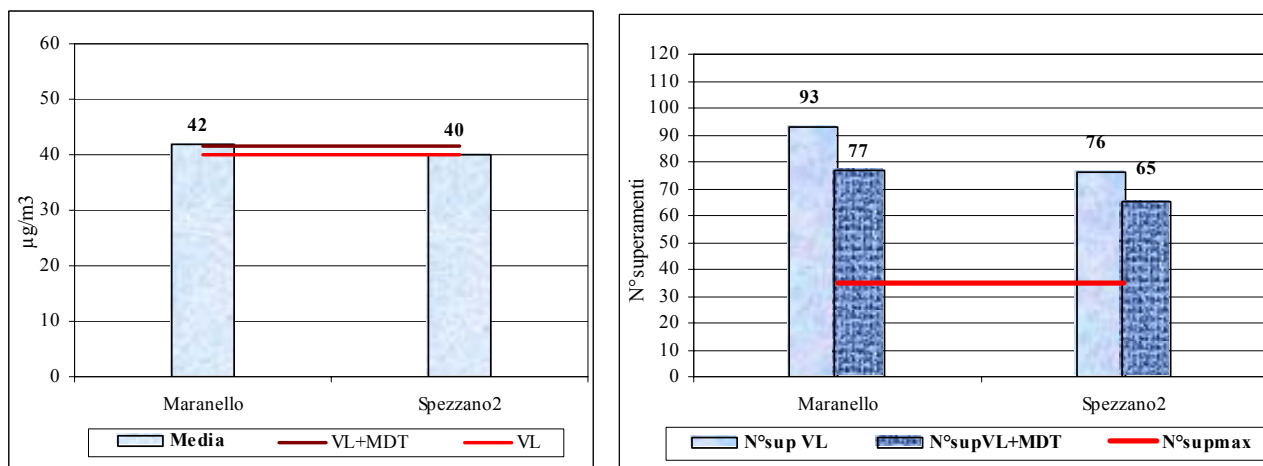 60
50
40
30
20
10
0
µg/m3
42
40
Maranello
Spezzano2
Media
VL+MDT
VL
120
110
100
90
80
70
60
50
40
30
20
10
0
N°superamenti
93
77
76
65
Maranello
Spezzano2
N°sup VL
N°supVL+MDT
N°supmax